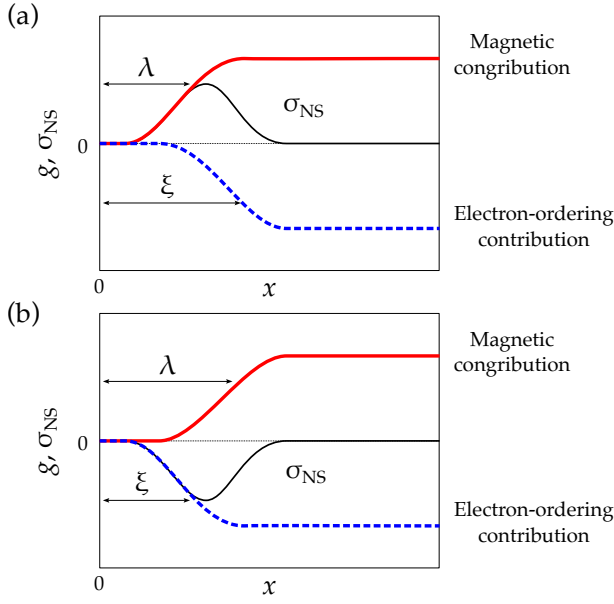 (a)
Magnetic
congribution
λ
σNS
g, σNS
0
ξ
Electron-ordering
contribution
0
x
(b)
Magnetic
congribution
λ
g, σNS
0
σNS
ξ
Electron-ordering
contribution
0
x